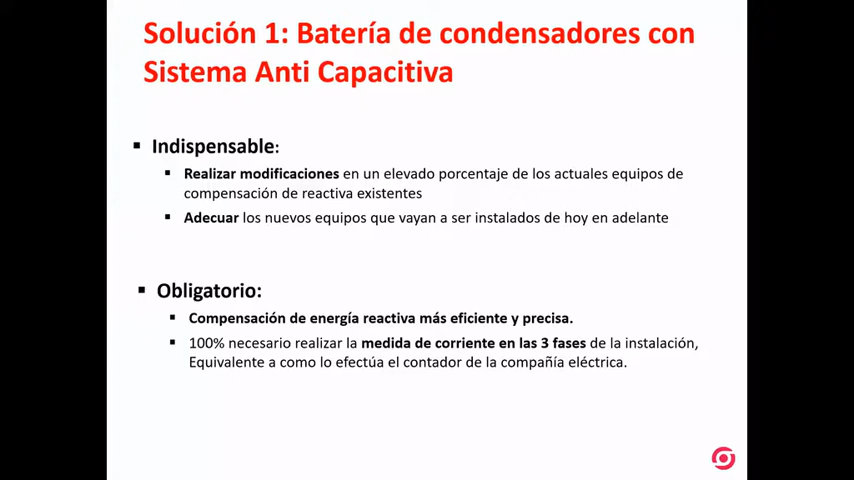 Solución 1: Batería de condensadores con
Sistema Anti Capacitiva
▪ Indispensable:
▪ Realizar modificaciones en un elevado porcentaje de los actuales equipos de
compensación de reactiva existentes
▪ Adecuar los nuevos equipos que vayan a ser instalados de hoy en adelante
▪ Obligatorio:
▪ Compensación de energía reactiva más eficiente y precisa.
▪ 100% necesario realizar la medida de corriente en las 3 fases de la instalación,
Equivalente a como lo efectúa el contador de la compañía eléctrica.